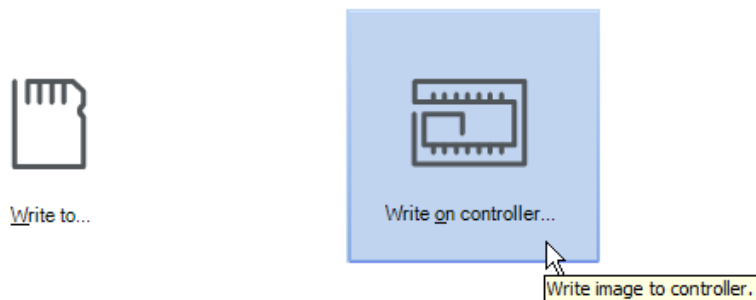 Write to...
Write on controller...
Write image to controller.